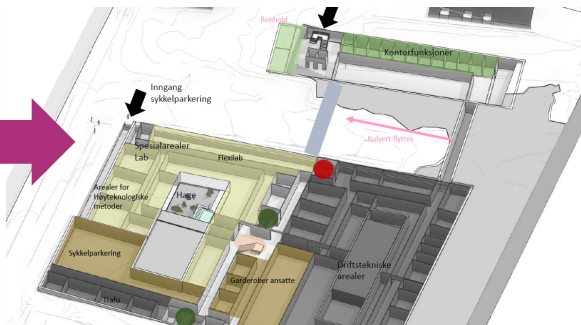 Renhold
Kontorfunksjoner
Inngang
sykkelparkering
Kulvert flyttes
Spesialarealer
Lab
Flexilab
Arealer for
Høyteknologiske
metoder
Hage
Sykkelparkering
Garderober ansatte
Driftstekniske
arealer
Trafo